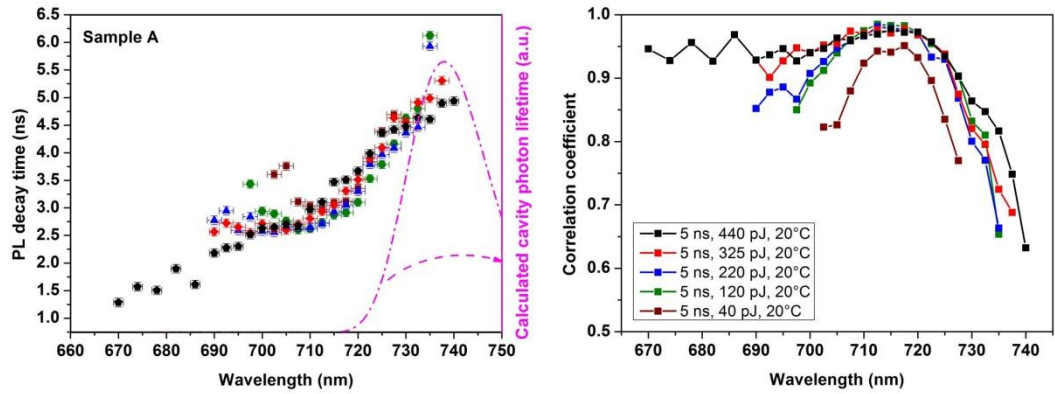 Sample A
PL decay time (ns)
6.5
6.0
5.5
5.0
4.5
4.0
3.5
3.0
2.5
2.0
1.5
1.0
660 670 680 690 700 710 720 730 740 750
Wavelength (nm)
Calculated cavity photon lifetime (a.u.)
Correlation coefficient
1.0
0.9
0.8
0.7
0.6
0.5
5 ns, 440 pJ, 20°C
5 ns, 325 pJ, 20°C
5 ns, 220 pJ, 20°C
5 ns, 120 pJ, 20°C
5 ns, 40 pJ, 20°C
670 680 690 700 710 720 730 740
Wavelength (nm)